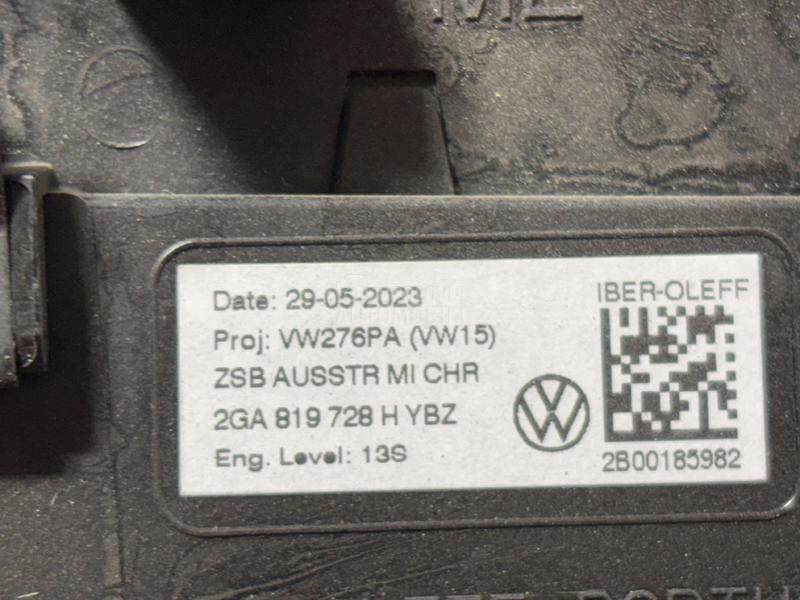 Date: 29-05-2023
Proj: VW276PA (VW15)
ZSB AUSSTR MI CHR
2GA 819 728 H YBZ
Eng. Level: 13S
IBER-OLEFF
2B00185982